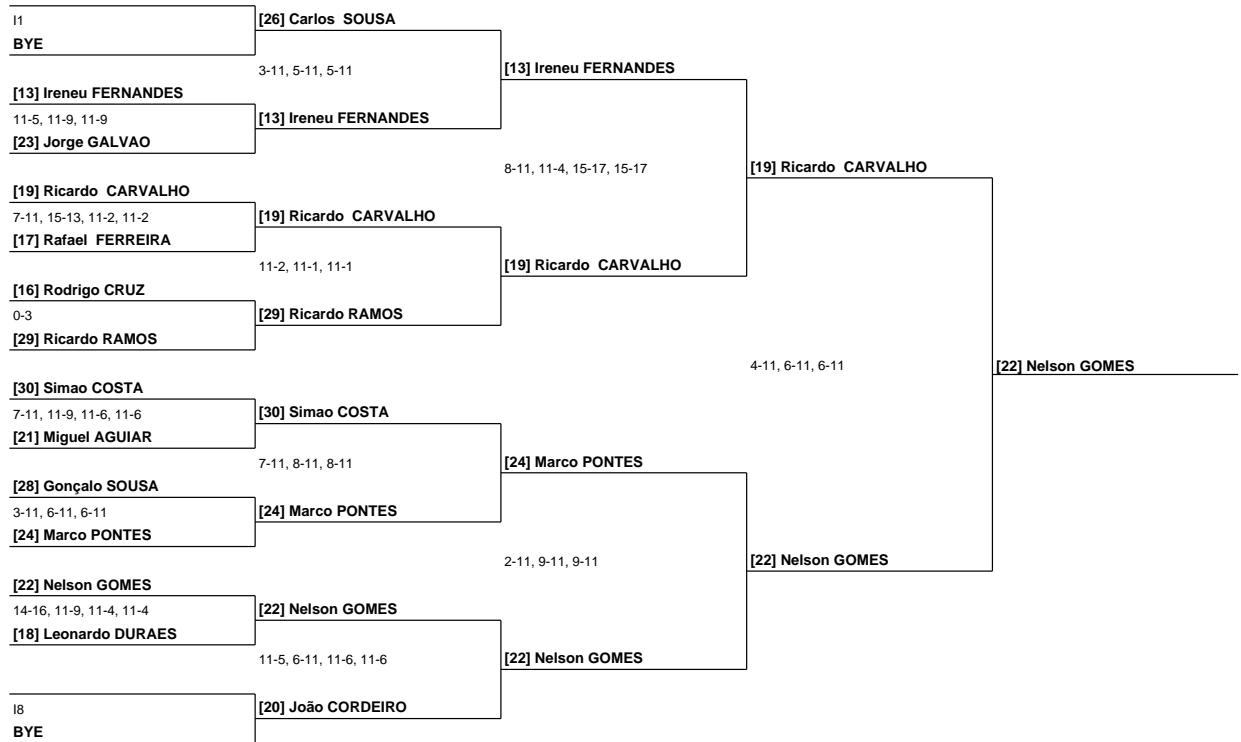 I1
BYE
[26] Carlos  SOUSA
3-11, 5-11, 5-11
[13] Ireneu FERNANDES
[13] Ireneu FERNANDES
11-5, 11-9, 11-9
[23] Jorge GALVAO
[13] Ireneu FERNANDES
8-11, 11-4, 15-17, 15-17
[19] Ricardo  CARVALHO
[19] Ricardo  CARVALHO
7-11, 15-13, 11-2, 11-2
[17] Rafael  FERREIRA
[19] Ricardo  CARVALHO
11-2, 11-1, 11-1
[19] Ricardo  CARVALHO
[16] Rodrigo CRUZ
0-3
[29] Ricardo RAMOS
[29] Ricardo RAMOS
4-11, 6-11, 6-11
[22] Nelson GOMES
[30] Simao COSTA
7-11, 11-9, 11-6, 11-6
[21] Miguel AGUIAR
[30] Simao COSTA
7-11, 8-11, 8-11
[24] Marco PONTES
[28] Gonçalo SOUSA
3-11, 6-11, 6-11
[24] Marco PONTES
[24] Marco PONTES
2-11, 9-11, 9-11
[22] Nelson GOMES
[22] Nelson GOMES
14-16, 11-9, 11-4, 11-4
[18] Leonardo DURAES
[22] Nelson GOMES
11-5, 6-11, 11-6, 11-6
[22] Nelson GOMES
I8
BYE
[20] João CORDEIRO